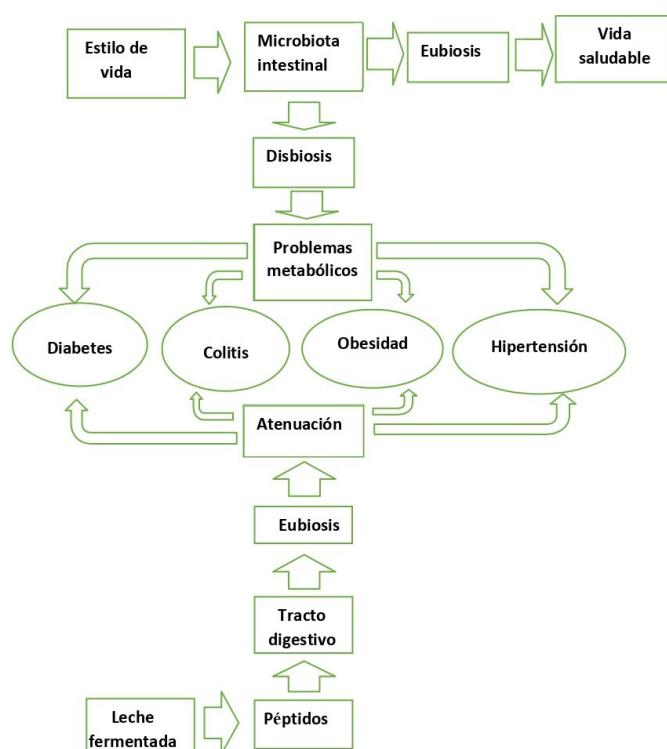 Estilo de
vida
Microbiota
intestinal
Eubiosis
Vida
saludable
Disbiosis
Problemas
metabólicos
Diabetes
Colitis
Obesidad
Hipertensión
Atenuación
Eubiosis
Tracto
digestivo
Leche
fermentada
Péptidos